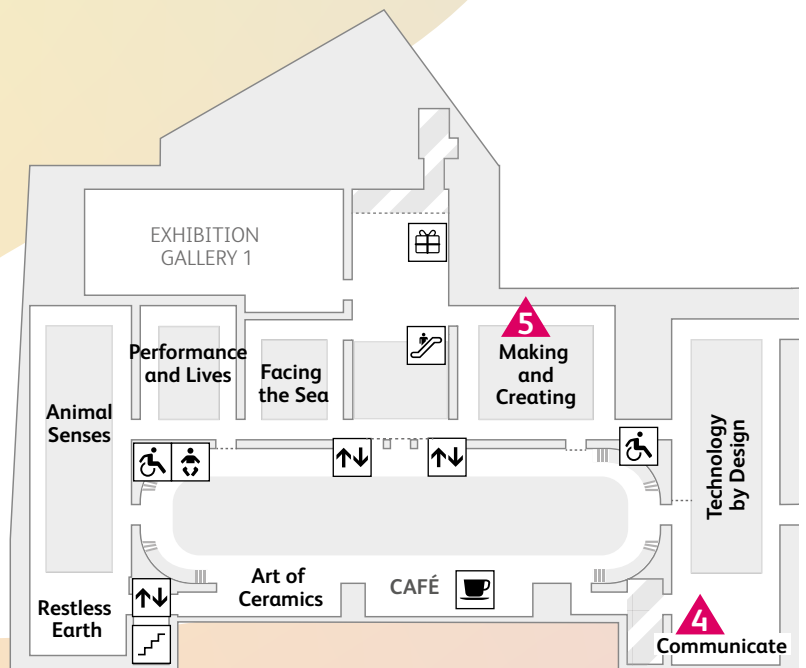 EXHIBITION
GALLERY 1
5
Making
and
Creating
Performance
and Lives
Facing
the Sea
Animal
Senses
Technology
by Design
Art of
Ceramics
CAFÉ
Restless
Earth
4
Communicate